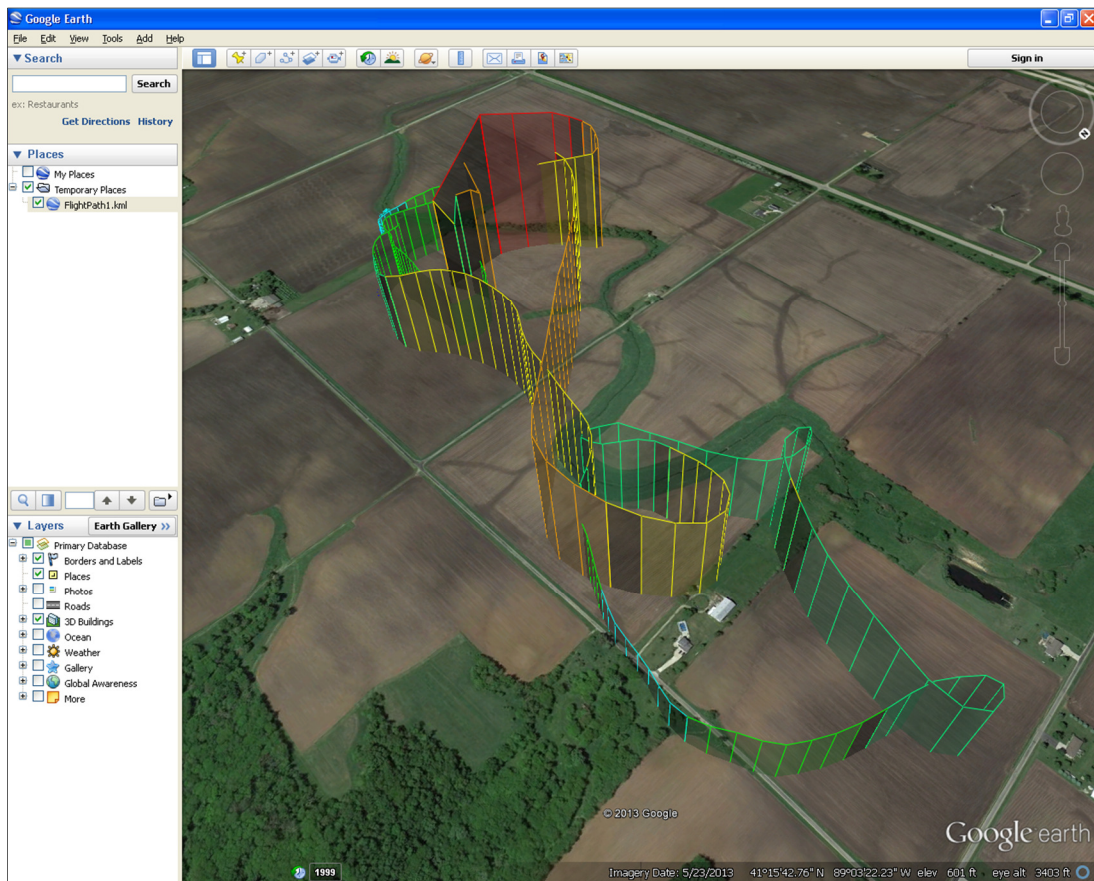 Google Earth
File Edit View Tools Add Help
Search
Search
ex: Restaurants
Get Directions History
Places
My Places
Temporary Places
FlightPath1.kml
Sign in
Layers
Earth Gallery >>
Primary Database
Borders and Labels
Places
Photos
Roads
3D Buildings
Ocean
Weather
Gallery
Global Awareness
More
© 2013 Google
Google earth
1999
Imagery Date: 5/23/2013 41°15'42.76" N 89°03'22.23" W elev 601 ft eye alt 3403 ft